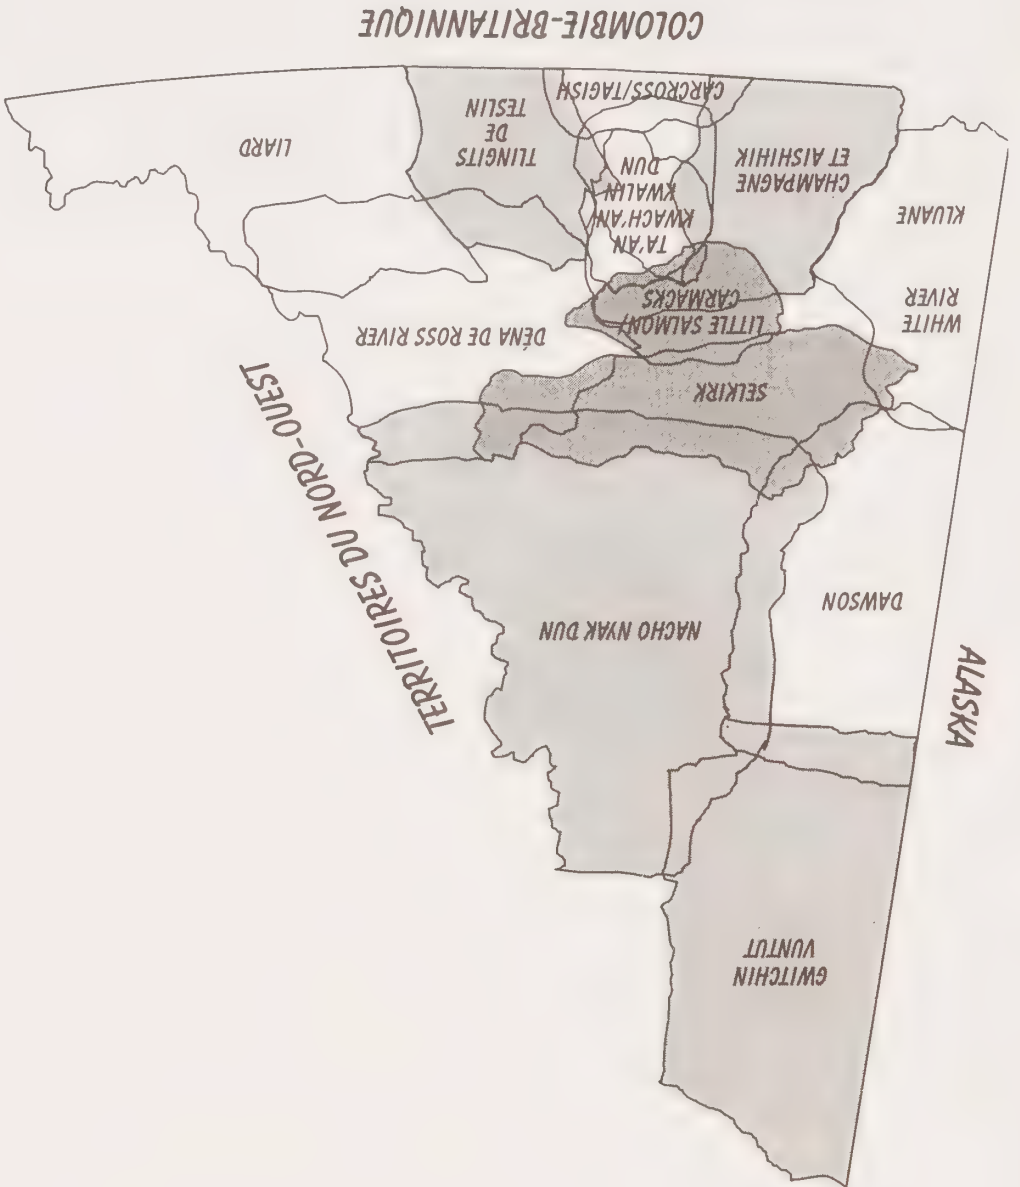 GWITCHIN
VUNTUT
ALASKA
NACHO NYAK DUN
DAWSON
TERRITOIRES DU NORD-OUEST
SELKIRK
WHITE
RIVER
LITTLE SALMON/
CARMACKS
DÉNA DE ROSS RIVER
KLUANE
TA'AN
KWACH'AN
KWALIN
DUN
CHAMPAGNE
ET AISHIHIK
TLINGITS
DE
TESLIN
LIARD
CARCROSS/TAGISH
COLOMBIE-BRITANNIQUE